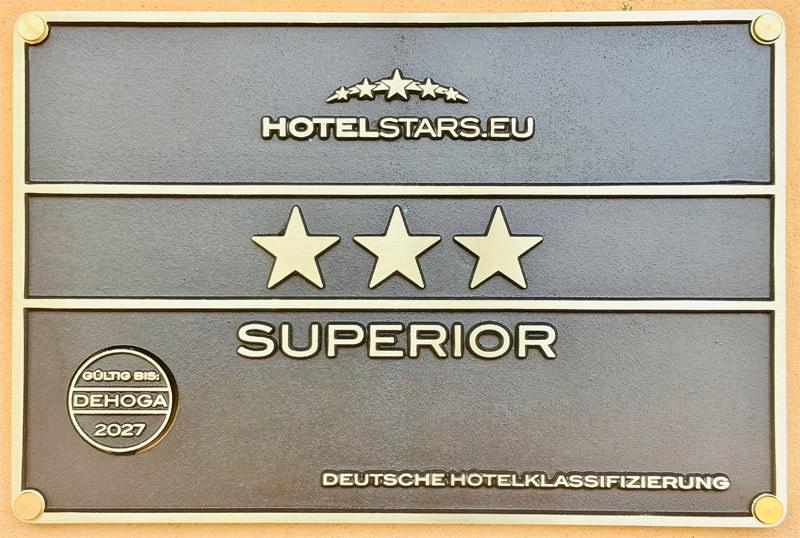 HOTELSTARS.EU
SUPERIOR
GÜLTIG BIS:
DEHOGA
2027
DEUTSCHE HOTELKLASSIFIZIERUNG